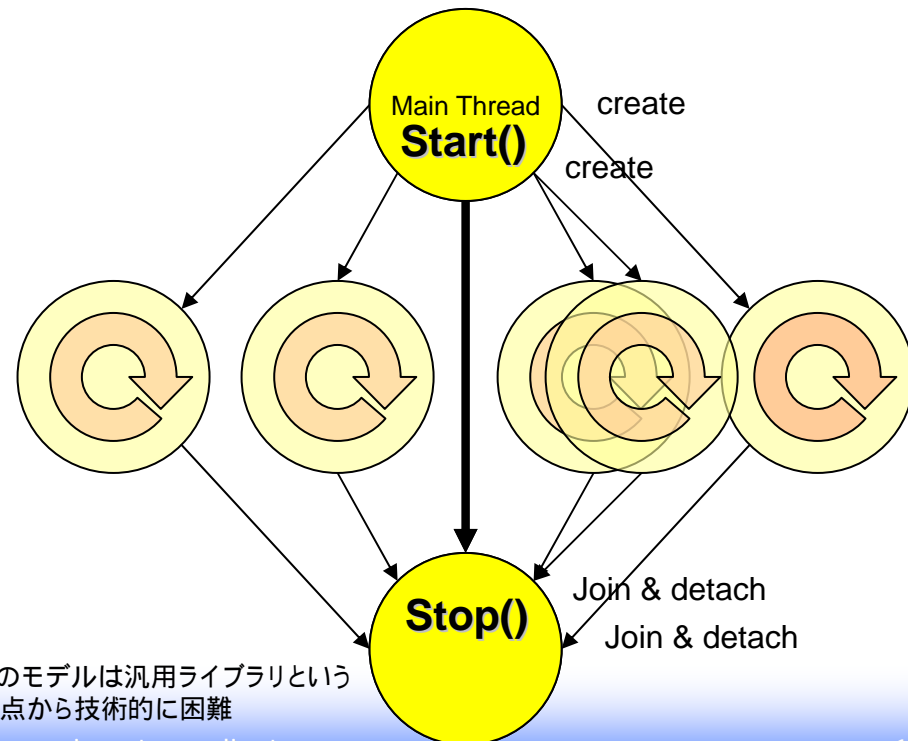 Main Thread
Start()
create
create
Stop()
Join & detach
Join & detach
のモデルは汎用ライブラリという
点から技術的に困難